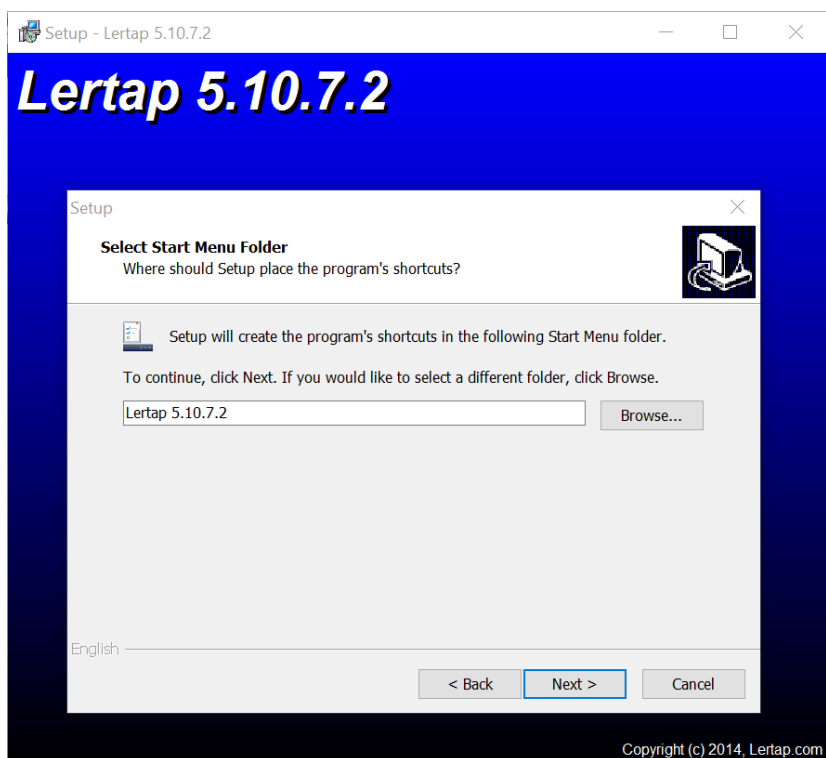 Setup - Lertap 5.10.7.2
Lertap 5.10.7.2
Setup
Select Start Menu Folder
Where should Setup place the program's shortcuts?
Setup will create the program's shortcuts in the following Start Menu folder.
To continue, click Next. If you would like to select a different folder, click Browse.
Lertap 5.10.7.2
Browse...
English
< Back
Next >
Cancel
Copyright (c) 2014, Lertap.com